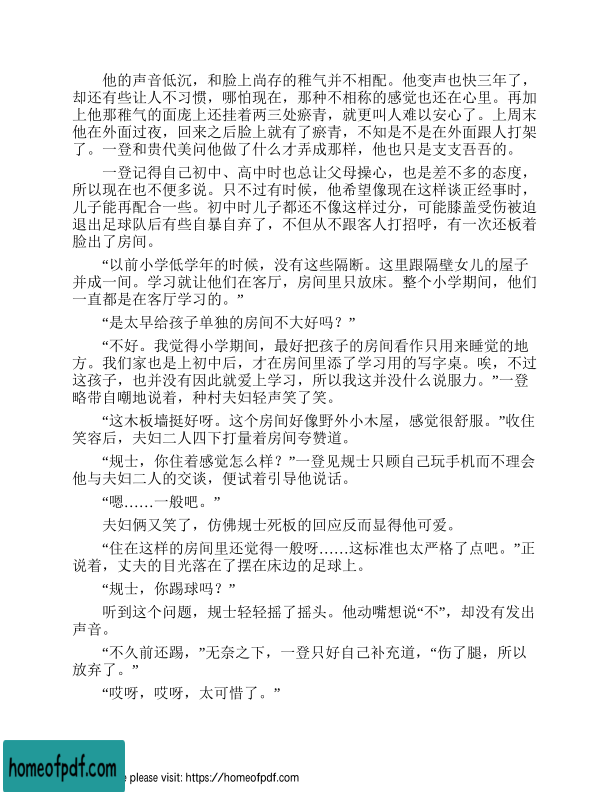 他的声音低沉，和脸上尚存的稚气并不相配。他变声也快三年了，
却还有些让人不习惯，哪怕现在，那种不相称的感觉也还在心里。再加
上他那稚气的面庞上还挂着两三处瘀青，就更叫人难以安心了。上周末
他在外面过夜，回来之后脸上就有了瘀青，不知是不是在外面跟人打架
了。一登和贵代美问他做了什么才弄成那样，他也只是支支吾吾的。
一登记得自己初中、高中时也总让父母操心，也是差不多的态度，
所以现在也不便多说。只不过有时候，他希望像现在这样谈正经事时，
儿子能再配合一些。初中时儿子都还不像这样过分，可能膝盖受伤被迫
退出足球队后有些自暴自弃了，不但从不跟客人打招呼，有一次还板着
脸出了房间。
“以前小学低学年的时候，没有这些隔断。这里跟隔壁女儿的屋子
并成一间。学习就让他们在客厅，房间里只放床。整个小学期间，他们
一直都是在客厅学习的。”
“是太早给孩子单独的房间不大好吗？”
“不好。我觉得小学期间，最好把孩子的房间看作只用来睡觉的地
方。我们家也是上初中后，才在房间里添了学习用的写字桌。唉，不过
这孩子，也并没有因此就爱上学习，所以我这并没什么说服力。”一登
略带自嘲地说着，种村夫妇轻声笑了笑。
“这木板墙挺好呀。这个房间好像野外小木屋，感觉很舒服。”收住
笑容后，夫妇二人四下打量着房间夸赞道。
“规士，你住着感觉怎么样？”一登见规士只顾自己玩手机而不理会
他与夫妇二人的交谈，便试着引导他说话。
“嗯……一般吧。”
夫妇俩又笑了，仿佛规士死板的回应反而显得他可爱。
“住在这样的房间里还觉得一般呀……这标准也太严格了点吧。”正
说着，丈夫的目光落在了摆在床边的足球上。
“规士，你踢球吗？”
听到这个问题，规士轻轻摇了摇头。他动嘴想说“不”，却没有发出
声音。
“不久前还踢，”无奈之下，一登只好自己补充道，“伤了腿，所以
放弃了。”
“哎呀，哎呀，太可惜了。”
homeofpdf.com
e please visit: https://homeofpdf.com